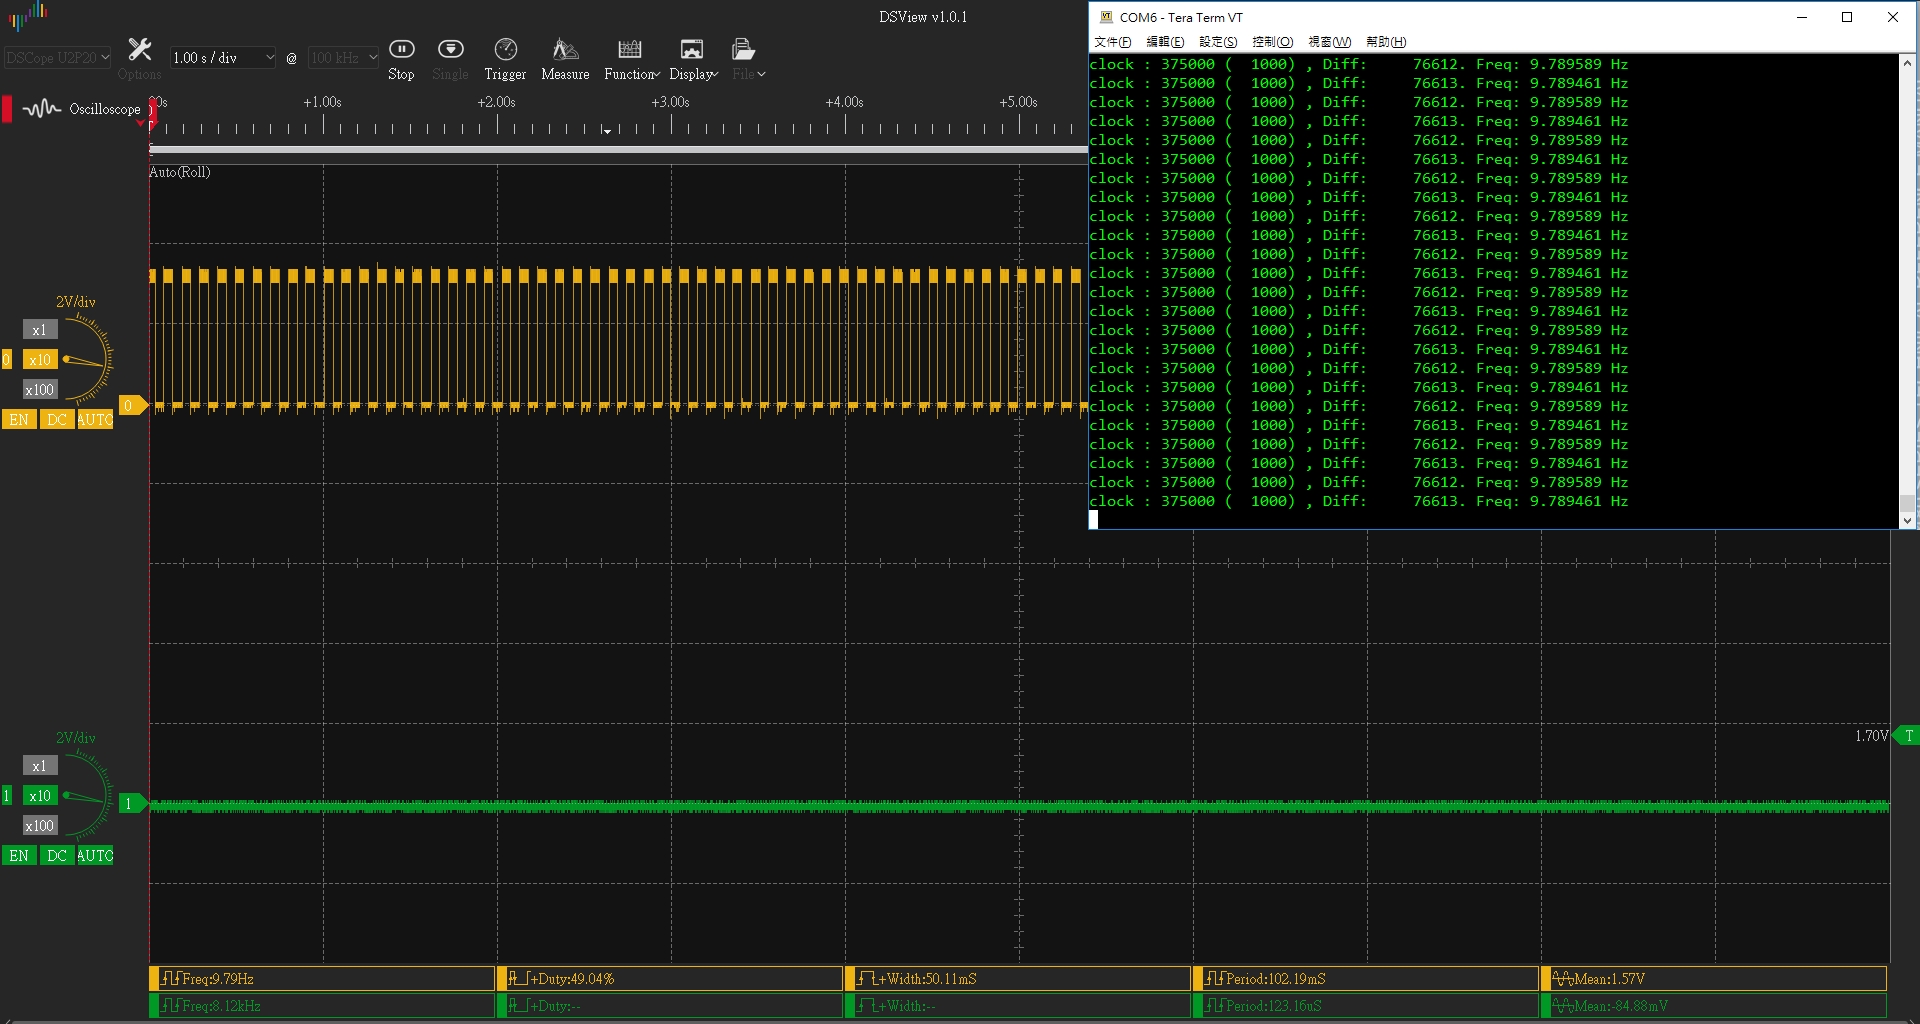 DSView v1.0.1
DSCope U2P20
Options
1.00 s / div
@
100 kHz
Stop
Single
Trigger
Measure
Function
Display
File
Oscilloscope
+1.00s
+2.00s
+3.00s
+4.00s
+5.00s
Auto(Roll)
2V/div
x1
0
x10
x100
0
EN
DC
AUTO
2V/div
x1
1
x10
x100
1
EN
DC
AUTO
1.70V
T
Freq:9.79Hz
+Duty:49.04%
+Width:50.11mS
Period:102.19mS
Mean:1.57V
Freq:8.12kHz
+Duty:--
+Width:--
Period:123.16uS
Mean:-84.88mV
COM6 - Tera Term VT
文件(F) 編輯(E) 設定(S) 控制(O) 視窗(W) 幫助(H)
clock : 375000 (  1000) , Diff:     76612. Freq: 9.789589 Hz
clock : 375000 (  1000) , Diff:     76613. Freq: 9.789461 Hz
clock : 375000 (  1000) , Diff:     76612. Freq: 9.789589 Hz
clock : 375000 (  1000) , Diff:     76613. Freq: 9.789461 Hz
clock : 375000 (  1000) , Diff:     76612. Freq: 9.789589 Hz
clock : 375000 (  1000) , Diff:     76613. Freq: 9.789461 Hz
clock : 375000 (  1000) , Diff:     76612. Freq: 9.789589 Hz
clock : 375000 (  1000) , Diff:     76613. Freq: 9.789461 Hz
clock : 375000 (  1000) , Diff:     76612. Freq: 9.789589 Hz
clock : 375000 (  1000) , Diff:     76613. Freq: 9.789461 Hz
clock : 375000 (  1000) , Diff:     76612. Freq: 9.789589 Hz
clock : 375000 (  1000) , Diff:     76613. Freq: 9.789461 Hz
clock : 375000 (  1000) , Diff:     76612. Freq: 9.789589 Hz
clock : 375000 (  1000) , Diff:     76613. Freq: 9.789461 Hz
clock : 375000 (  1000) , Diff:     76612. Freq: 9.789589 Hz
clock : 375000 (  1000) , Diff:     76613. Freq: 9.789461 Hz
clock : 375000 (  1000) , Diff:     76612. Freq: 9.789589 Hz
clock : 375000 (  1000) , Diff:     76613. Freq: 9.789461 Hz
clock : 375000 (  1000) , Diff:     76612. Freq: 9.789589 Hz
clock : 375000 (  1000) , Diff:     76613. Freq: 9.789461 Hz
clock : 375000 (  1000) , Diff:     76612. Freq: 9.789589 Hz
clock : 375000 (  1000) , Diff:     76613. Freq: 9.789461 Hz
clock : 375000 (  1000) , Diff:     76612. Freq: 9.789589 Hz
clock : 375000 (  1000) , Diff:     76613. Freq: 9.789461 Hz